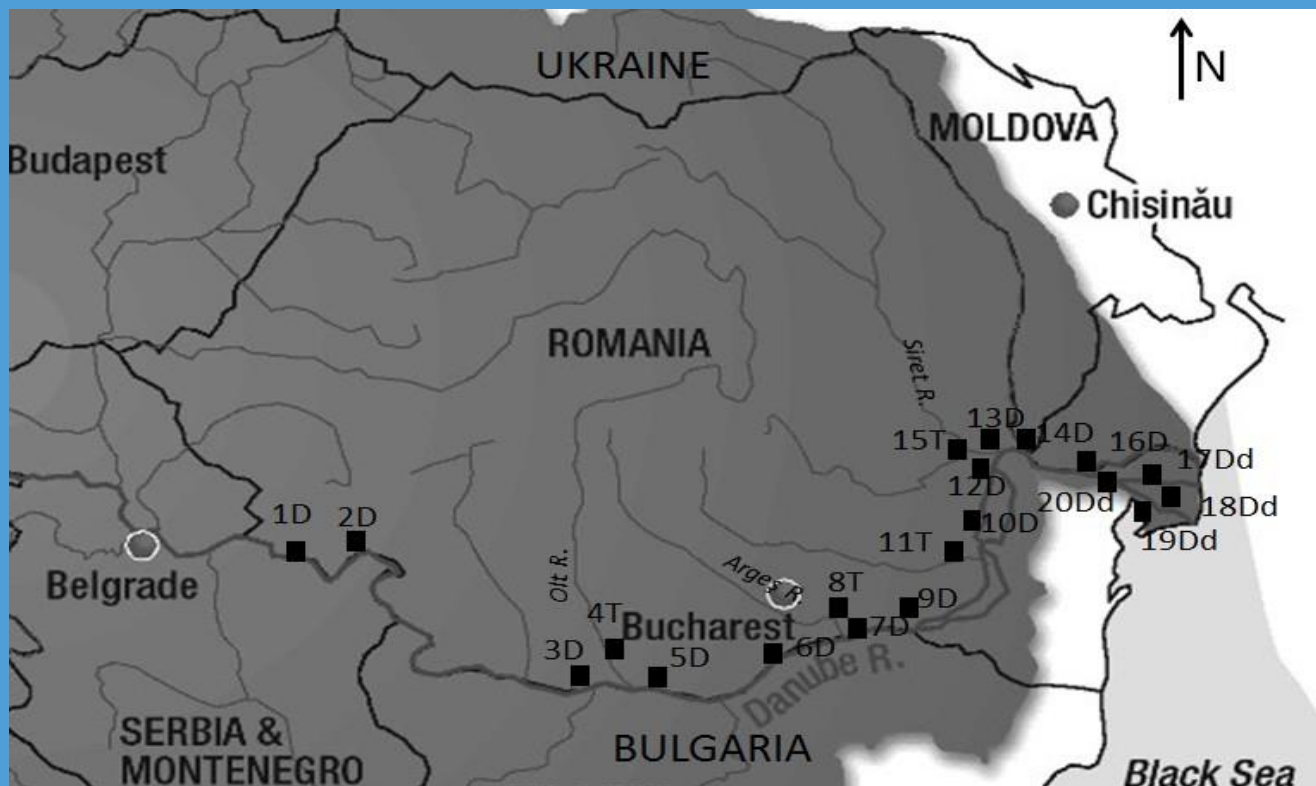 UKRAINE
N
MOLDOVA
Budapest
Chisinău
ROMANIA
Siret R.
13D
14D
15T
16D
17Dd
12D
20Dd
18Dd
1D
2D
10D
19Dd
11T
Belgrade
Olt R.
Argeș R.
8T
9D
4T
Bucharest
7D
3D
5D
6D
Danube R.
SERBIA &
MONTENEGRO
BULGARIA
Black Sea